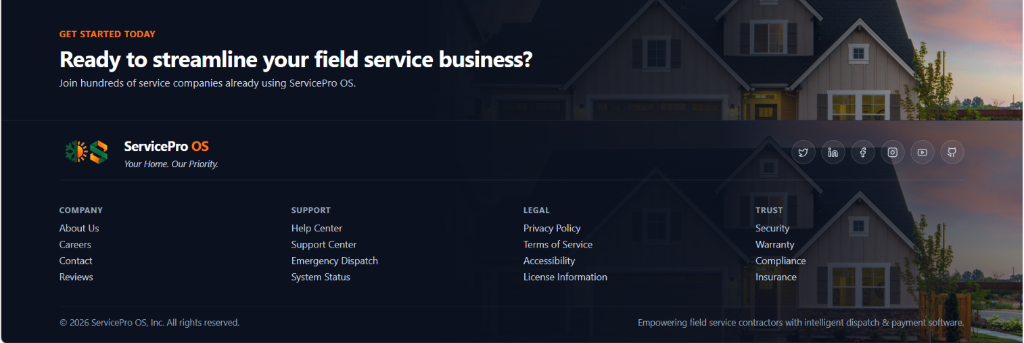 GET STARTED TODAY
Ready to streamline your field service business?
Join hundreds of service companies already using ServicePro OS.
ServicePro OS
Your Home. Our Priority.
COMPANY
About Us
Careers
Contact
Reviews
SUPPORT
Help Center
Support Center
Emergency Dispatch
System Status
LEGAL
Privacy Policy
Terms of Service
Accessibility
License Information
TRUST
Security
Warranty
Compliance
Insurance
© 2026 ServicePro OS, Inc. All rights reserved.
Empowering field service contractors with intelligent dispatch & payment software.